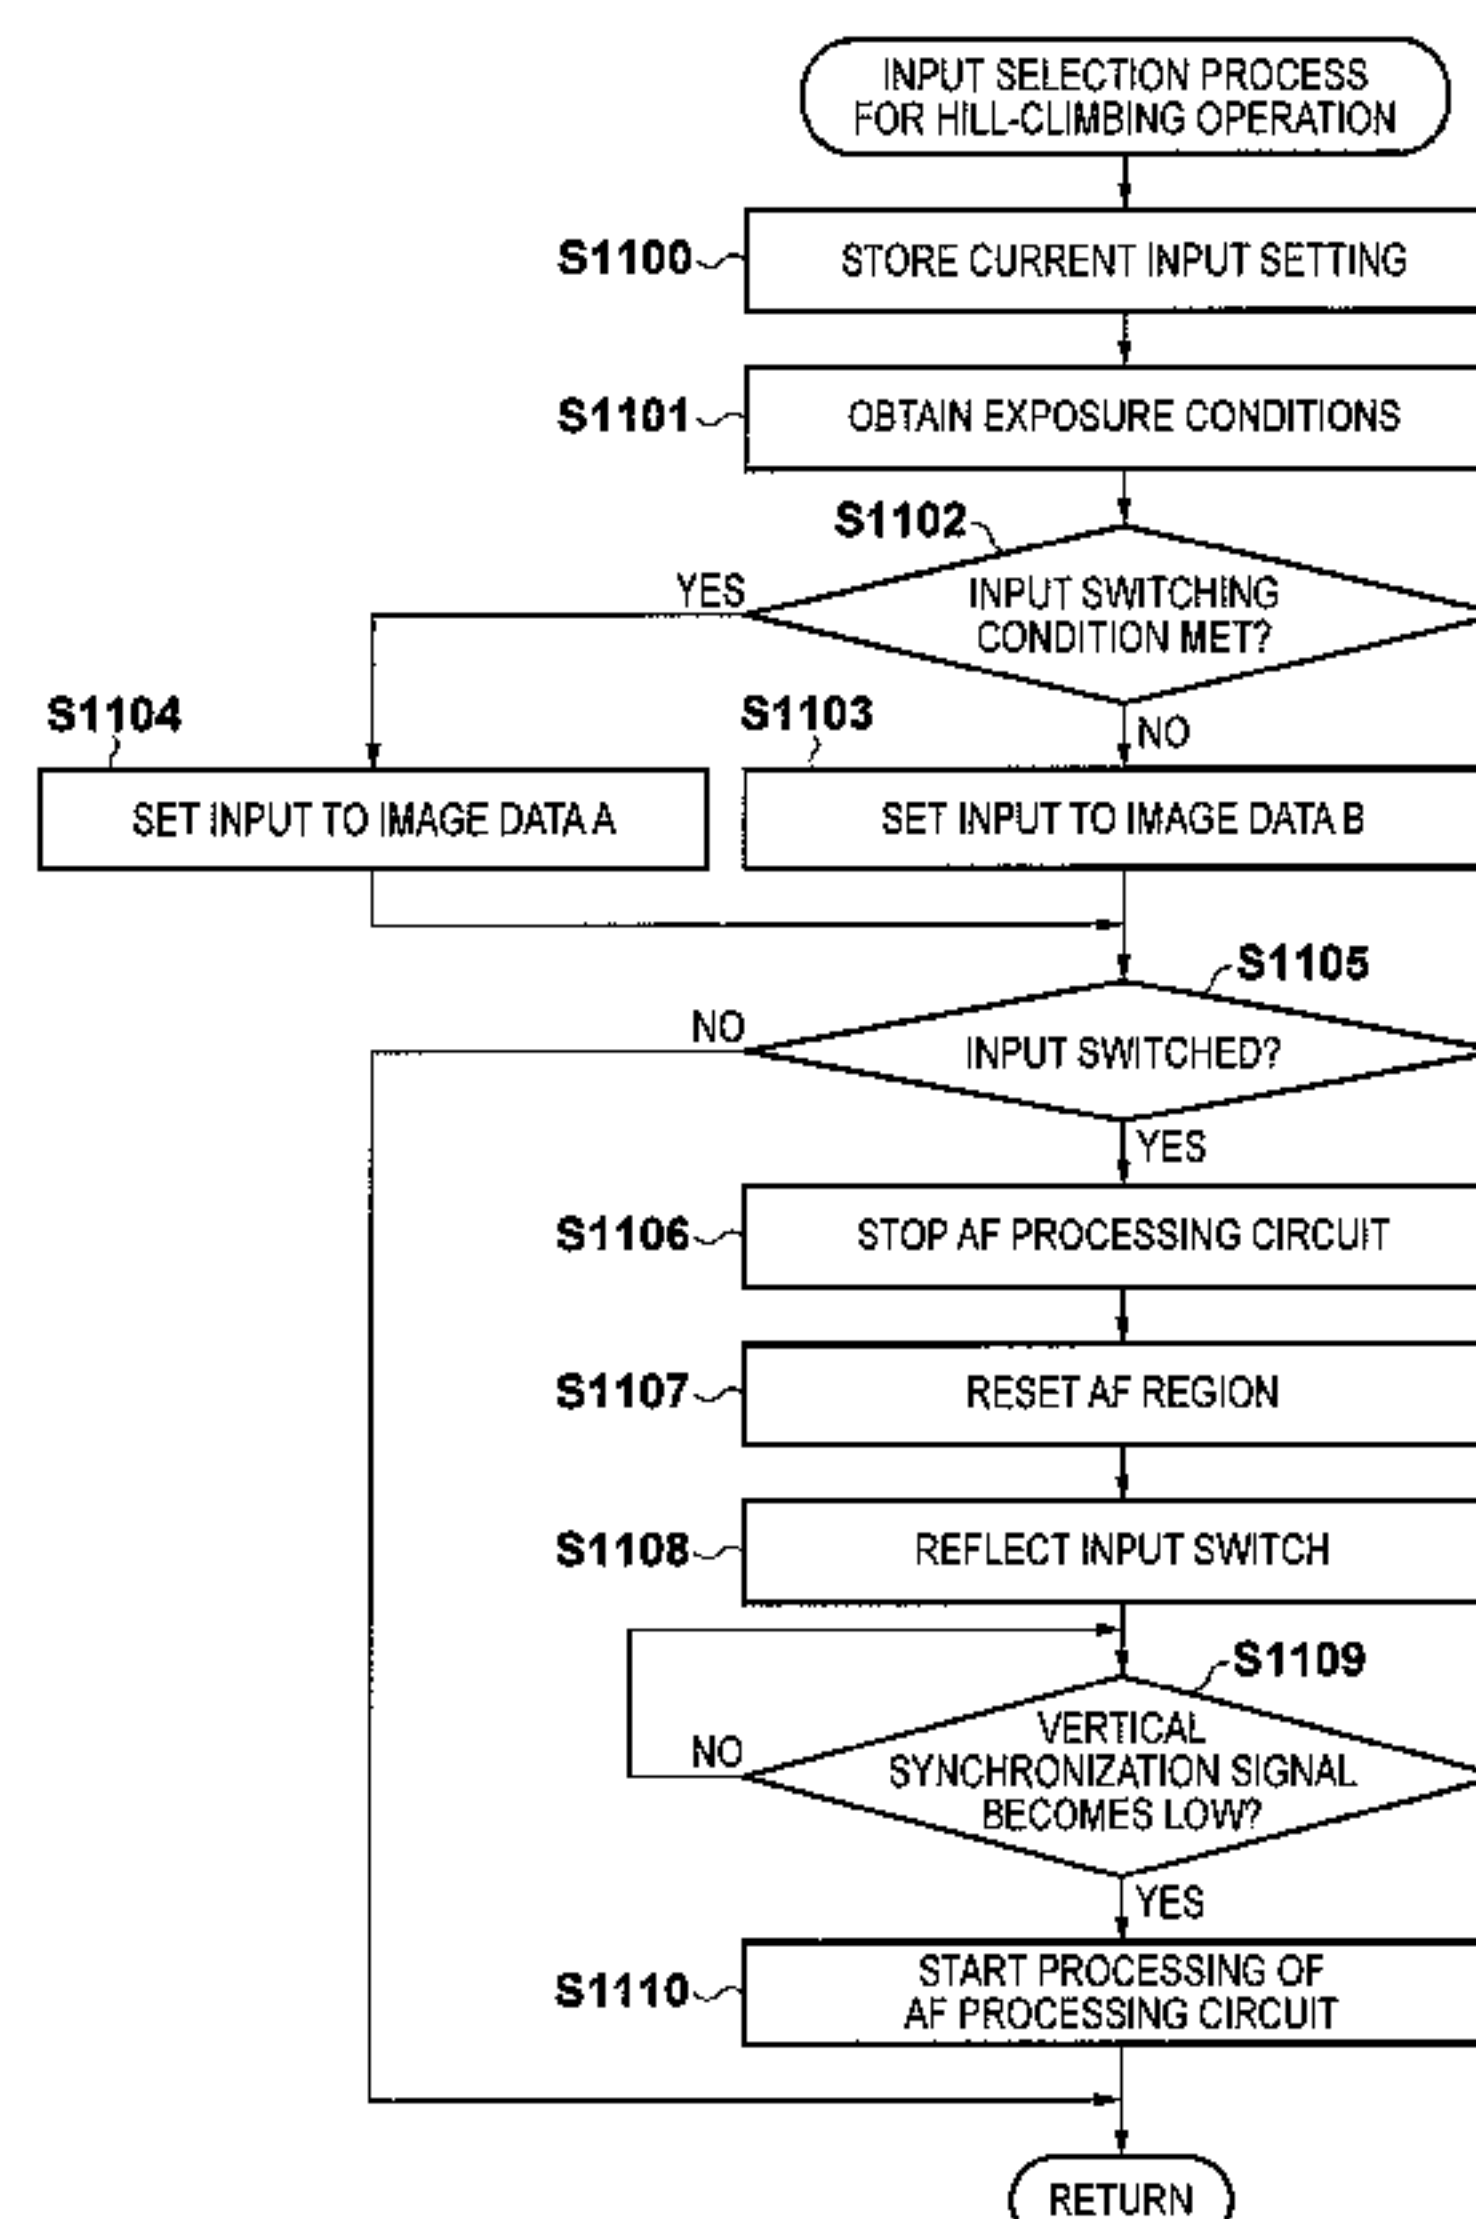 INPUT SELECTION PROCESS
FOR HILL-CLIMBING OPERATION
S1100
STORE CURRENT INPUT SETTING
S1101
OBTAIN EXPOSURE CONDITIONS
S1102
YES
INPUT SWITCHING
CONDITION MET?
S1104
S1103
NO
SET INPUT TO IMAGE DATA A
SET INPUT TO IMAGE DATA B
S1105
NO
INPUT SWITCHED?
YES
S1106
STOP AF PROCESSING CIRCUIT
S1107
RESET AF REGION
S1108
REFLECT INPUT SWITCH
S1109
NO
VERTICAL
SYNCHRONIZATION SIGNAL
BECOMES LOW?
YES
S1110
START PROCESSING OF
AF PROCESSING CIRCUIT
RETURN